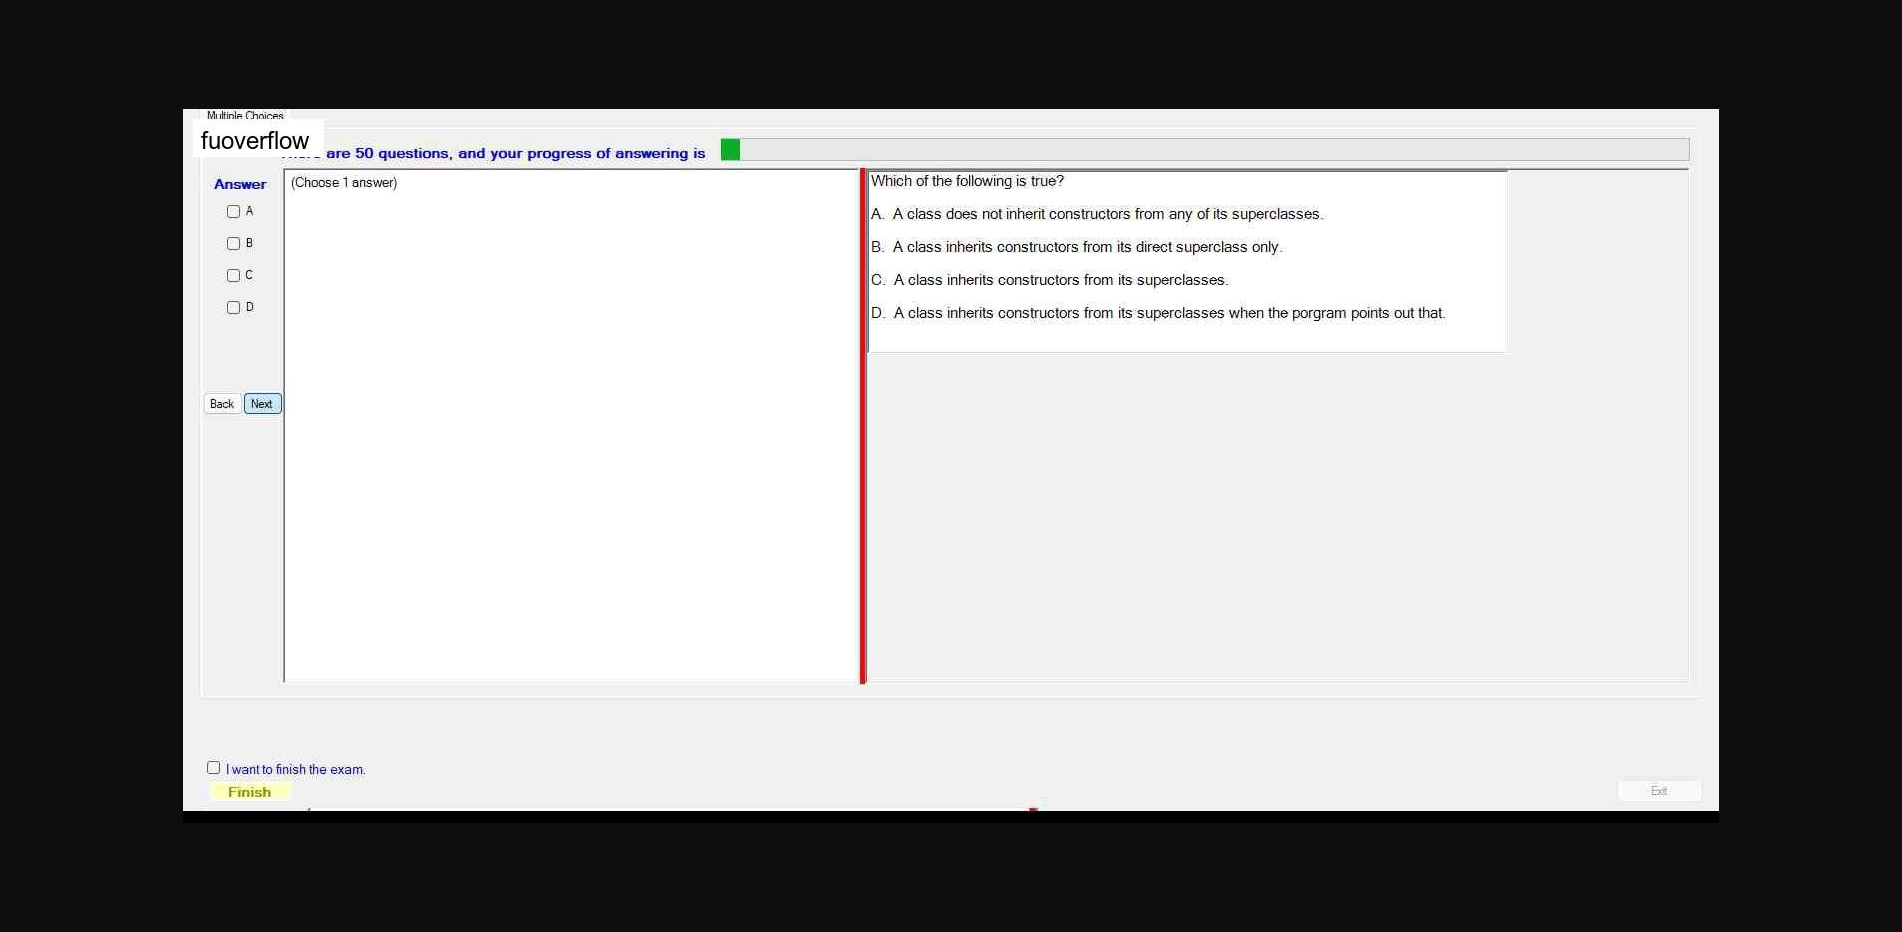 Multiple Choices
fuoverflow
are 50 questions, and your progress of answering is
Answer
(Choose 1 answer)
A
B
C
D
Back
Next
Which of the following is true?
A. A class does not inherit constructors from any of its superclasses.
B. A class inherits constructors from its direct superclass only.
C. A class inherits constructors from its superclasses.
D. A class inherits constructors from its superclasses when the porgram points out that.
I want to finish the exam.
Finish
Exit